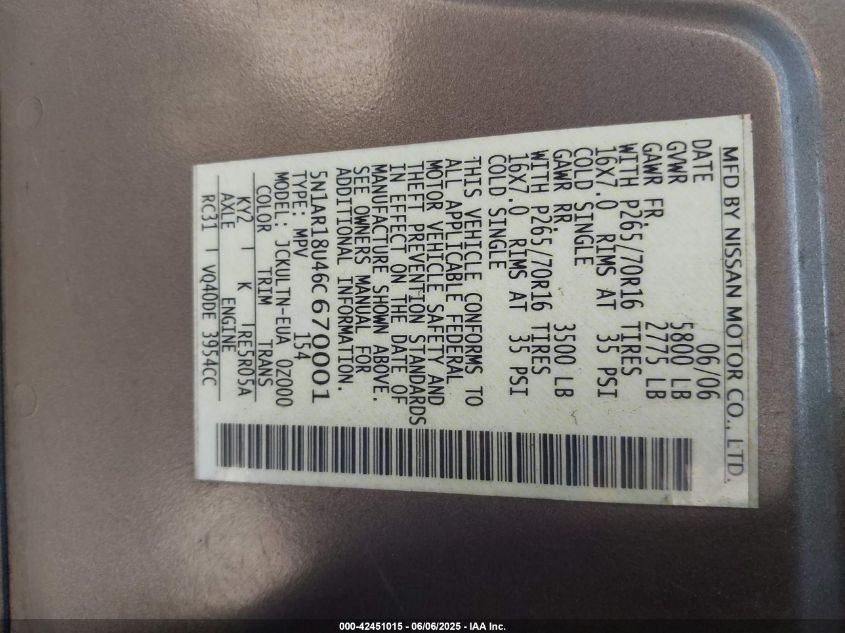 MFD BY NISSAN MOTOR CO., LTD.
DATE 06/06
GVWR 5800 LB
GAWR FR. 2775 LB
WITH P265/70R16 TIRES
16X7.0 RIMS AT 35 PSI
COLD SINGLE
GAWR RR. 3500 LB
WITH P265/70R16 TIRES
16X7.0 RIMS AT 35 PSI
COLD SINGLE
THIS VEHICLE CONFORMS TO
ALL APPLICABLE FEDERAL
MOTOR VEHICLE SAFETY AND
THEFT PREVENTION STANDARDS
IN EFFECT ON THE DATE OF
MANUFACTURE SHOWN ABOVE.
SEE OWNERS MANUAL FOR
ADDITIONAL INFORMATION.
5N1AR18U46C670001
TYPE: MPV 154
MODEL: JCKULTN-EUA 0Z000
COLOR TRIM TRANS
KY2 K RE5R05A
AXLE ENGINE
RC31 VQ40DE 3954CC
000-42451015 - 06/06/2025 - IAA Inc.